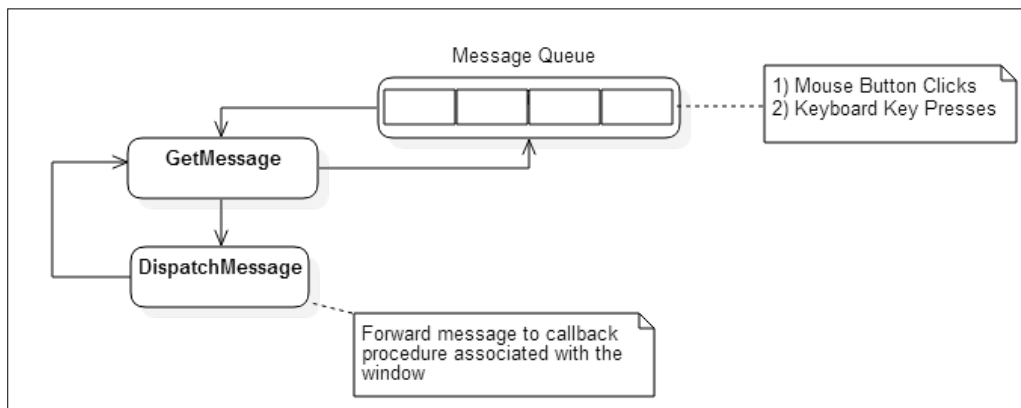 Message Queue
1) Mouse Button Clicks
2) Keyboard Key Presses
GetMessage
DispatchMessage
Forward message to callback
procedure associated with the
window